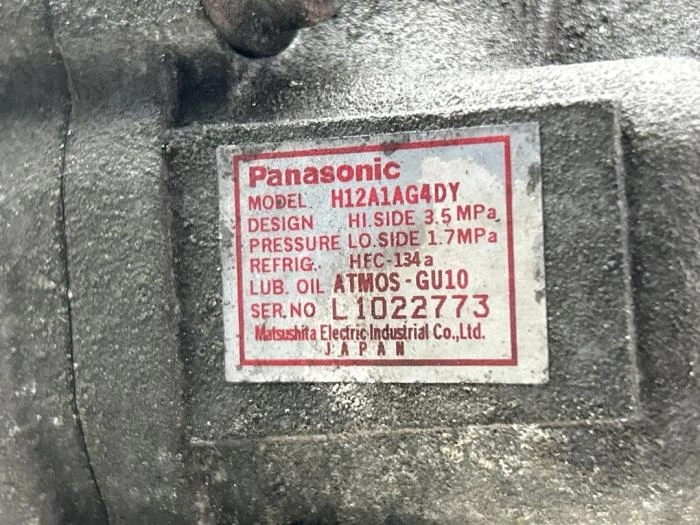 Panasonic
MODEL H12A1AG4DY
DESIGN HI.SIDE 3.5 MPa
PRESSURE LO.SIDE 1.7MPa
REFRIG. HFC-134a
LUB. OIL ATMOS-GU10
SER.NO L1022773
Matsushita Electric Industrial Co.,Ltd.
JAPAN